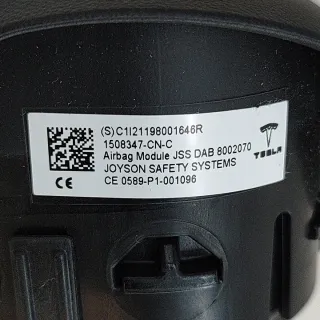 (S)C1I21198001646R
1508347-CN-C
Airbag Module JSS DAB 8002070
JOYSON SAFETY SYSTEMS
CE 0589-P1-001096
CE
TESLA